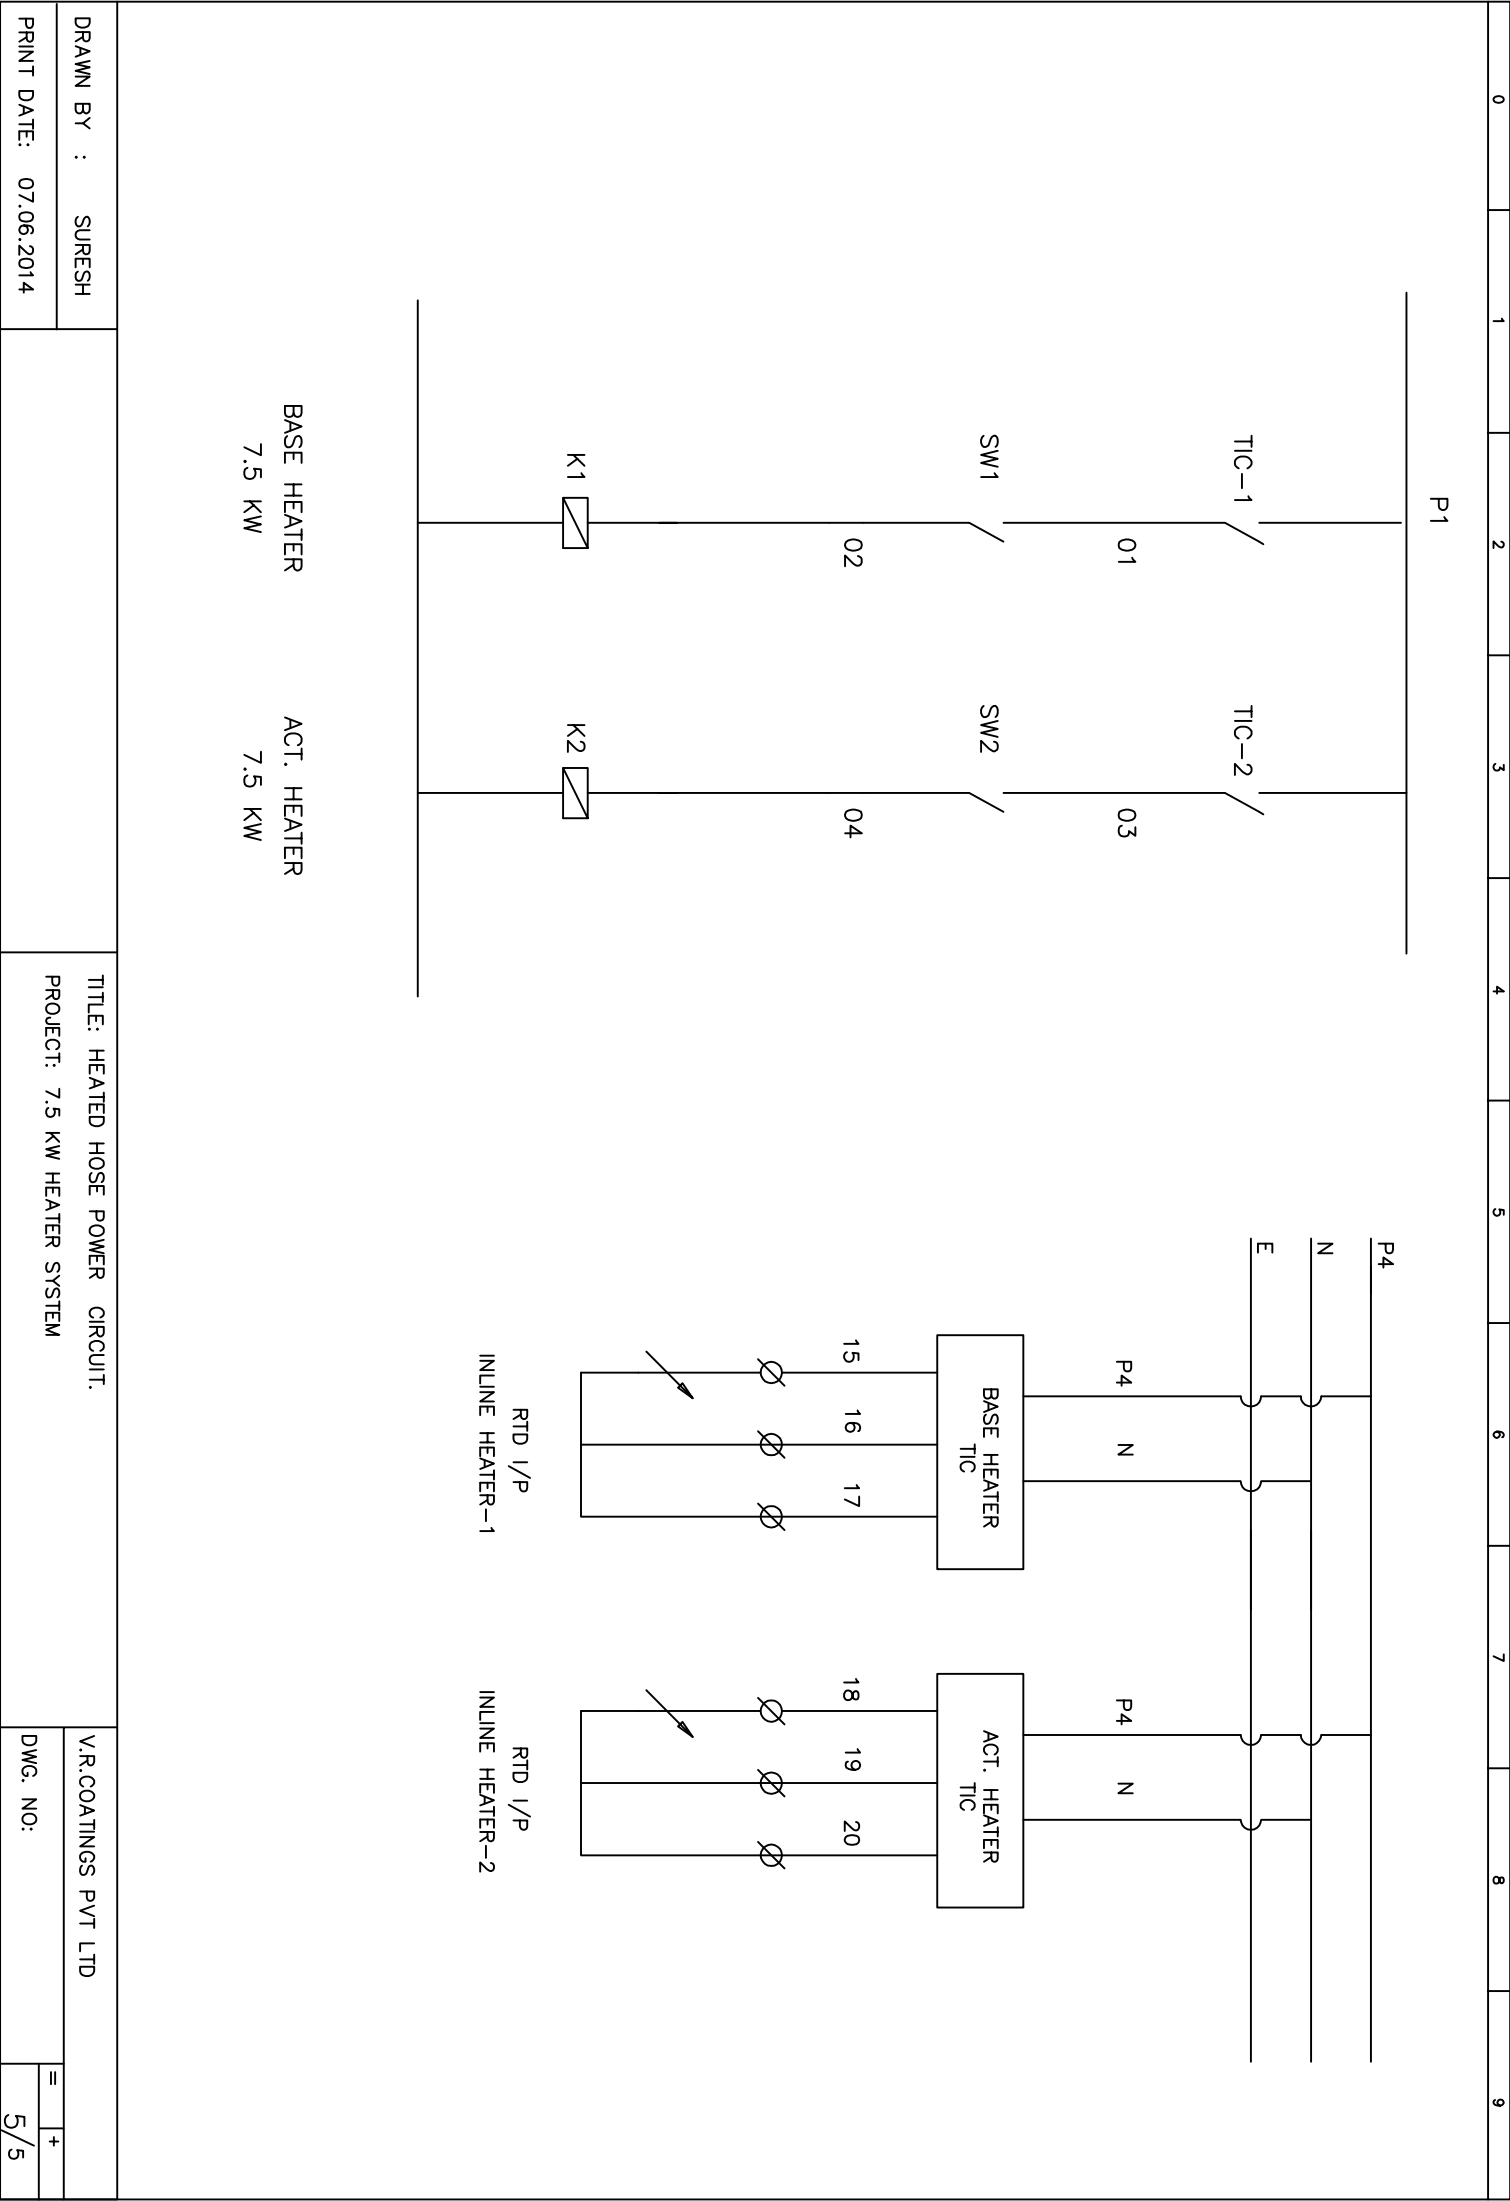 0 1 2 3 4 5 6 7 8 9
P1
TIC-1
TIC-2
01
03
SW1
SW2
02
04
K1
K2
BASE HEATER
7.5 KW
ACT. HEATER
7.5 KW
P4
N
E
P4
N
P4
N
BASE HEATER
TIC
ACT. HEATER
TIC
15
16
17
18
19
20
RTD I/P
INLINE HEATER-1
RTD I/P
INLINE HEATER-2
DRAWN BY : SURESH
PRINT DATE: 07.06.2014
TITLE: HEATED HOSE POWER CIRCUIT.
PROJECT: 7.5 KW HEATER SYSTEM
V.R.COATINGS PVT LTD
DWG. NO:
= +
5/5